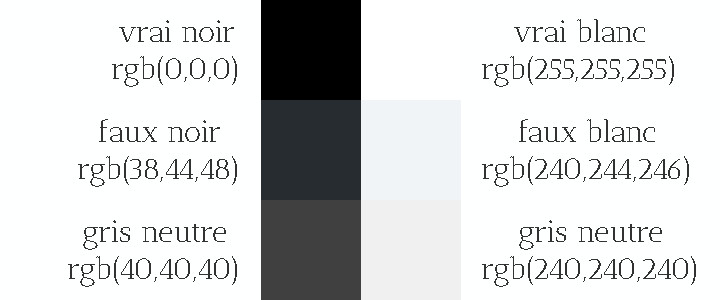 vrai noir
rgb(0,0,0)
vrai blanc
rgb(255,255,255)
faux noir
rgb(38,44,48)
faux blanc
rgb(240,244,246)
gris neutre
rgb(40,40,40)
gris neutre
rgb(240,240,240)